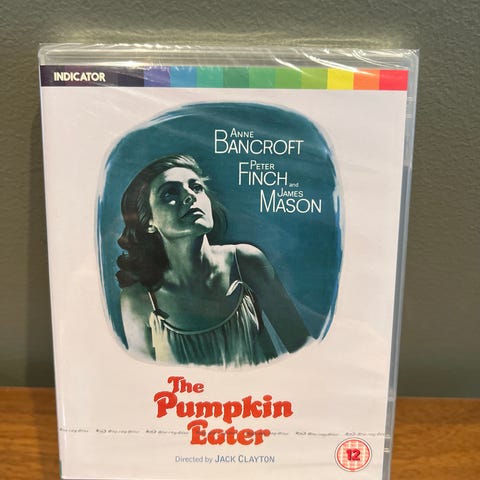 INDICATOR
ANNE
BANCROFT
PETER
FINCH and
JAMES
MASON
The
Pumpkin
Eater
Directed by JACK CLAYTON
12